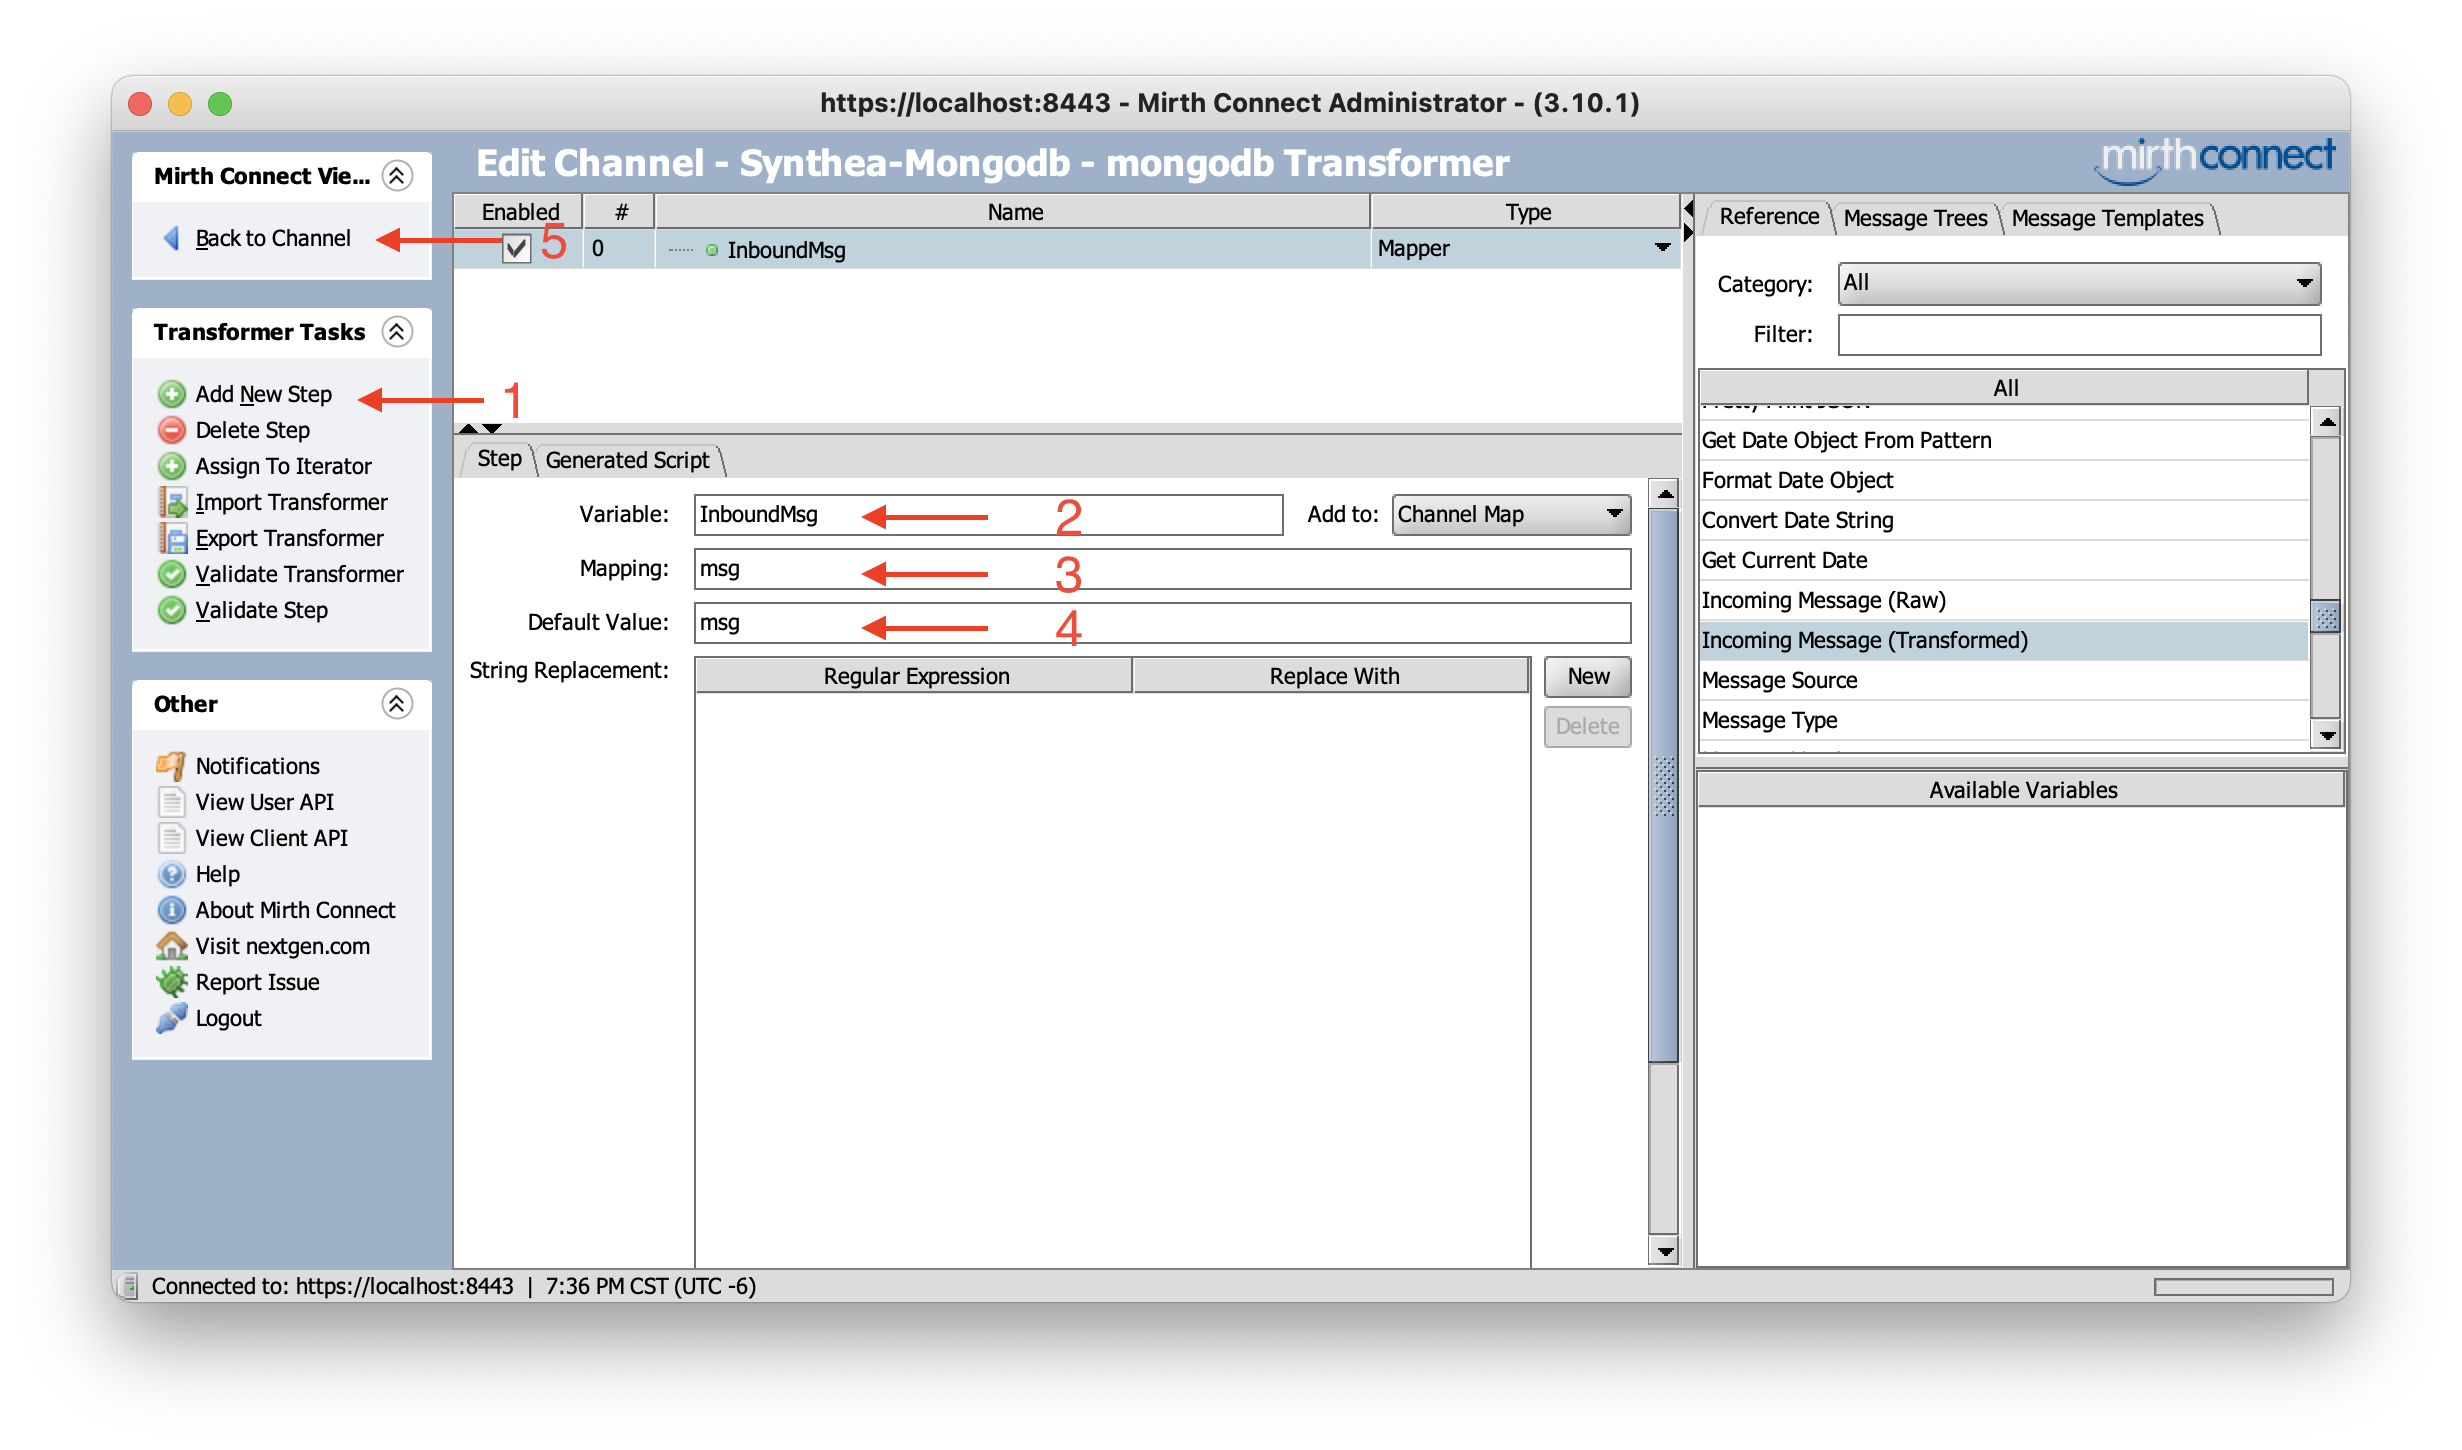 https://localhost:8443 - Mirth Connect Administrator - (3.10.1)
Mirth Connect Vie...
Back to Channel
Transformer Tasks
Add New Step
Delete Step
Assign To Iterator
Import Transformer
Export Transformer
Validate Transformer
Validate Step
Other
Notifications
View User API
View Client API
Help
About Mirth Connect
Visit nextgen.com
Report Issue
Logout
Edit Channel - Synthea-Mongodb - mongodb Transformer
mirthconnect
Enabled # Name Type
5 0 InboundMsg Mapper
1
Step Generated Script
Variable: InboundMsg 2 Add to: Channel Map
Mapping: msg 3
Default Value: msg 4
String Replacement: Regular Expression Replace With New
Delete
Reference Message Trees Message Templates
Category: All
Filter:
All
Get Date Object From Pattern
Format Date Object
Convert Date String
Get Current Date
Incoming Message (Raw)
Incoming Message (Transformed)
Message Source
Message Type
Available Variables
Connected to: https://localhost:8443 | 7:36 PM CST (UTC -6)